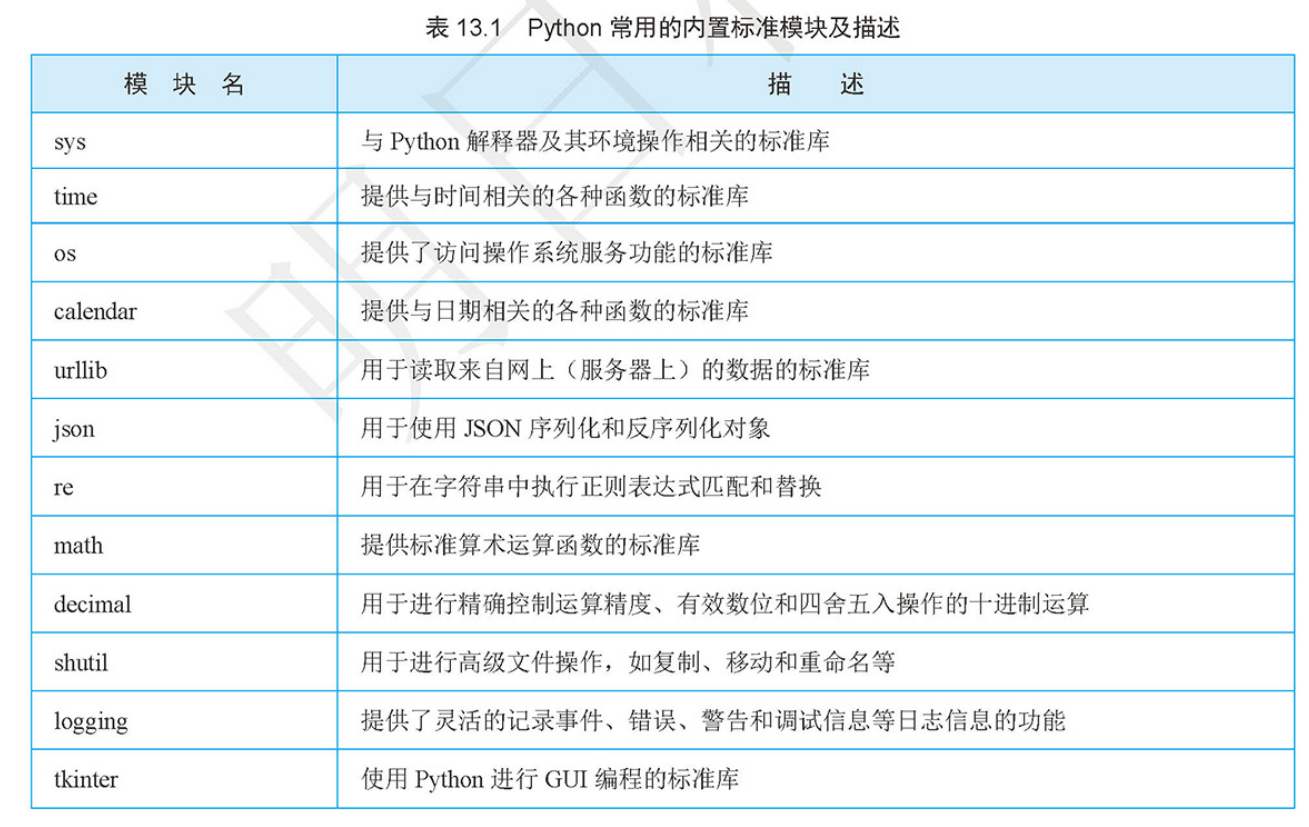 表 13.1 Python 常用的内置标准模块及描述
模 块 名 描 述
sys 与 Python 解释器及其环境操作相关的标准库
time 提供与时间相关的各种函数的标准库
os 提供了访问操作系统服务功能的标准库
calendar 提供与日期相关的各种函数的标准库
urllib 用于读取来自网上（服务器上）的数据的标准库
json 用于使用 JSON 序列化和反序列化对象
re 用于在字符串中执行正则表达式匹配和替换
math 提供标准算术运算函数的标准库
decimal 用于进行精确控制运算精度、有效数位和四舍五入操作的十进制运算
shutil 用于进行高级文件操作，如复制、移动和重命名等
logging 提供了灵活的记录事件、错误、警告和调试信息等日志信息的功能
tkinter 使用 Python 进行 GUI 编程的标准库
明日